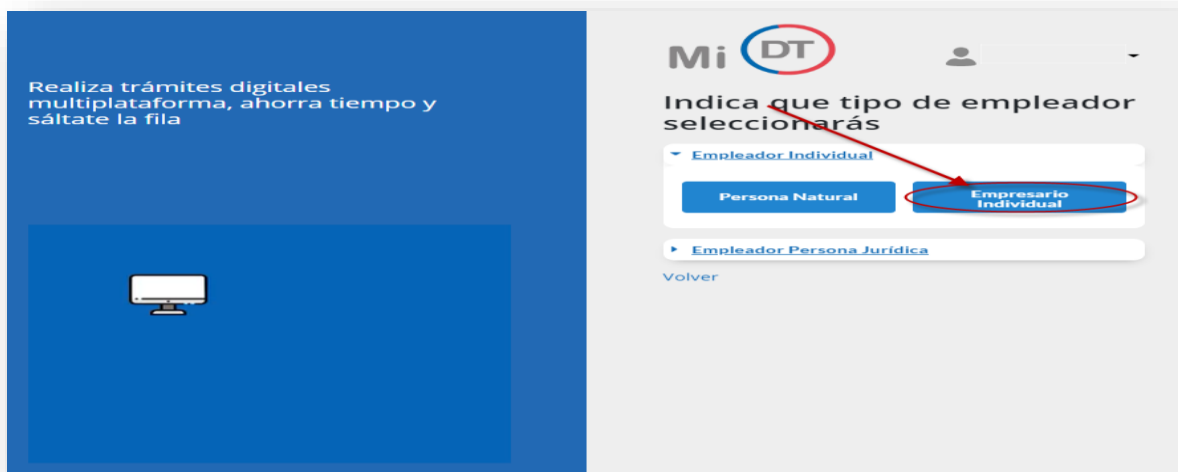 Realiza trámites digitales
multiplataforma, ahorra tiempo y
sáltate la fila
Mi DT
Indica que tipo de empleador
seleccionarás
Empleador Individual
Persona Natural
Empresario
Individual
Empleador Persona Jurídica
Volver